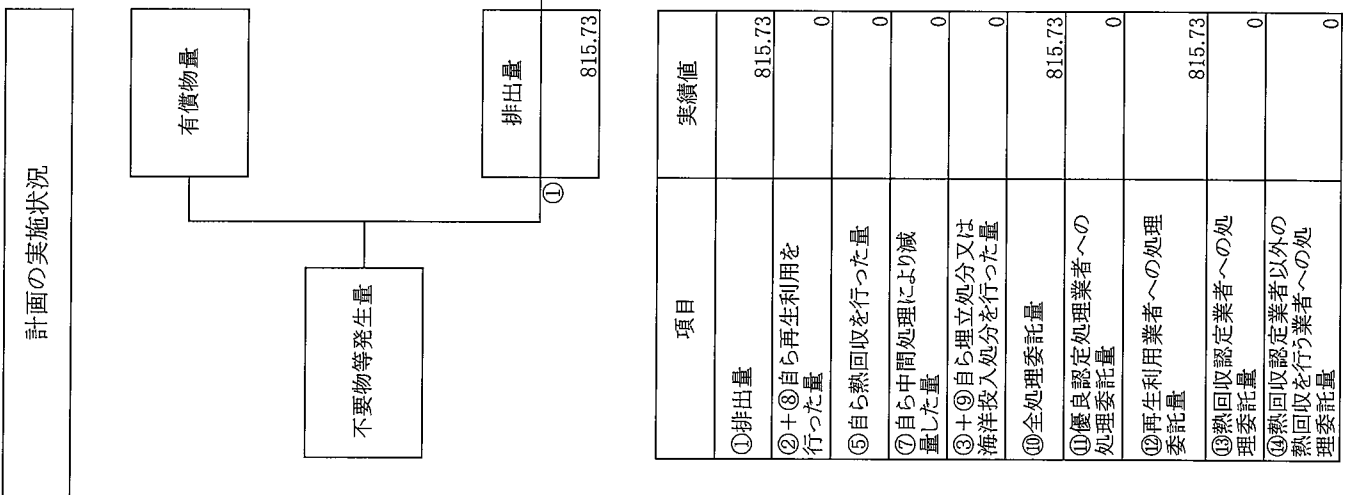 計画の実施状況
有償物量
不要物等発生量
排出量
①
815.73
項目
実績値
①排出量
815.73
②+⑧自ら再生利用を
行った量
0
⑤自ら熱回収を行った量
0
⑦自ら中間処理により減
量した量
0
③+⑨自ら埋立処分又は
海洋投入処分を行った量
0
⑩全処理委託量
815.73
⑪優良認定処理業者への
処理委託量
0
⑫再生利用業者への処理
委託量
815.73
⑬熱回収認定業者への処
理委託量
0
⑭熱回収認定業者以外の
熱回収を行う業者への処
理委託量
0